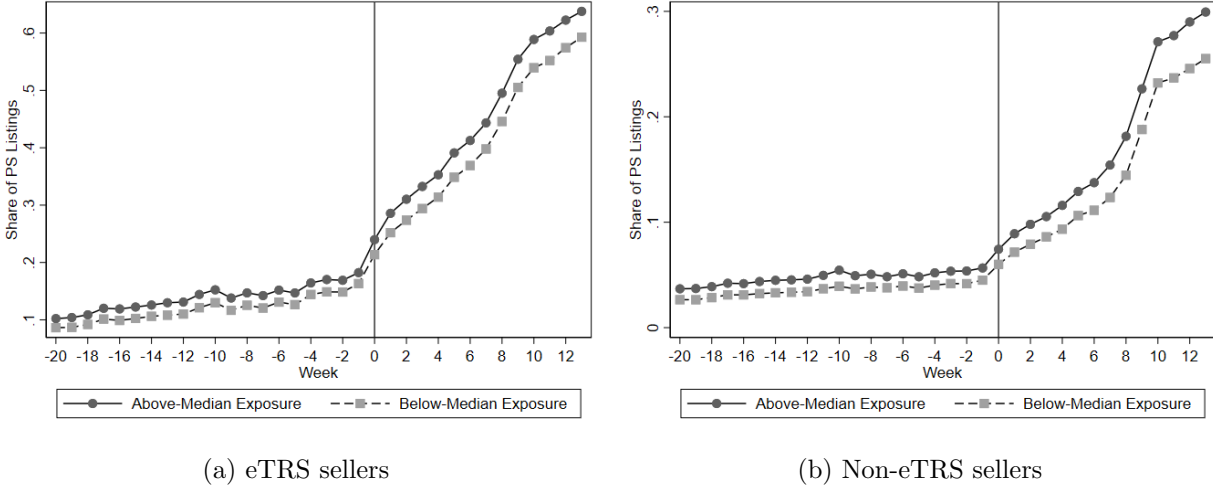 Share of PS Listings
.1 .2 .3 .4 .5 .6
-20 -18 -16 -14 -12 -10 -8 -6 -4 -2 0 2 4 6 8 10 12
Week
Above-Median Exposure Below-Median Exposure
(a) eTRS sellers
Share of PS Listings
0 .1 .2 .3
-20 -18 -16 -14 -12 -10 -8 -6 -4 -2 0 2 4 6 8 10 12
Week
Above-Median Exposure Below-Median Exposure
(b) Non-eTRS sellers